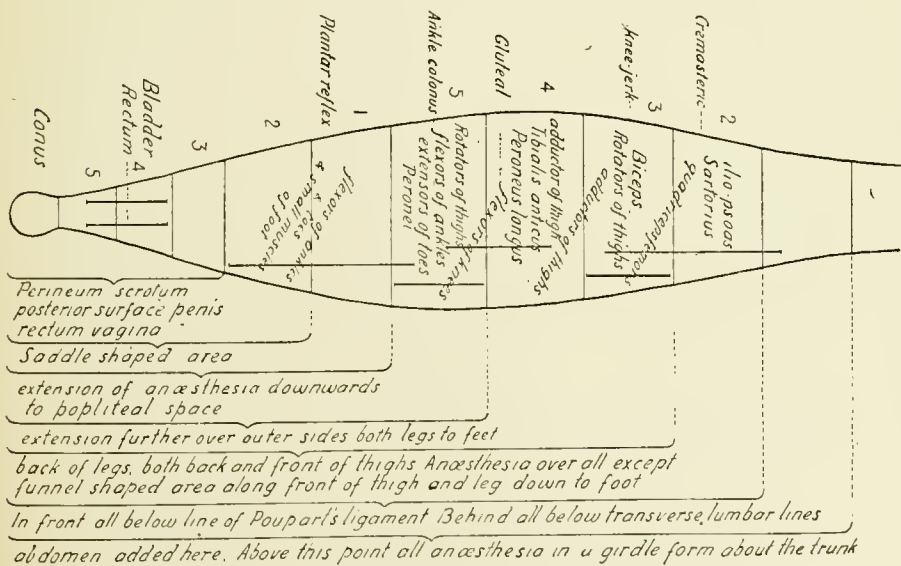 Conus
Bladder
Rectum
Plantar reflex
Ankle colonus
Gluteal
Knee-jerk
Cremosteric
5
4
3
2
1
5
4
3
2
1
flexors of ankles
& toes
& small muscles
of foot
Rotators of thighs
flexors of ankles
extensors of toes
Peronei
flexors of knees
adductor of thigh
Tibialis anticus
Peroneus longus
adductors of thighs
Biceps
Rotators of thighs
quadriceps femoris
ilio-psoas
Sartorius
Perineum scrotum
posterior surface penis
rectum vagina
Saddle shaped area
extension of anæsthesia downwards
to popliteal space
extension further over outer sides both legs to feet
back of legs, both back and front of thighs Anæsthesia over all except
funnel shaped area along front of thigh and leg down to foot
In front all below line of Poupart's ligament Behind all below transverse, lumbar lines
abdomen added here. Above this point all anæsthesia in a girdle form about the trunk